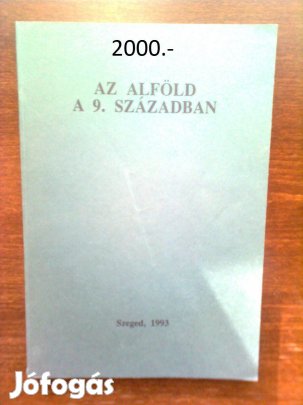 2000.-
AZ ALFÖLD
A 9. SZÁZADBAN
Szeged, 1993
Jófogás